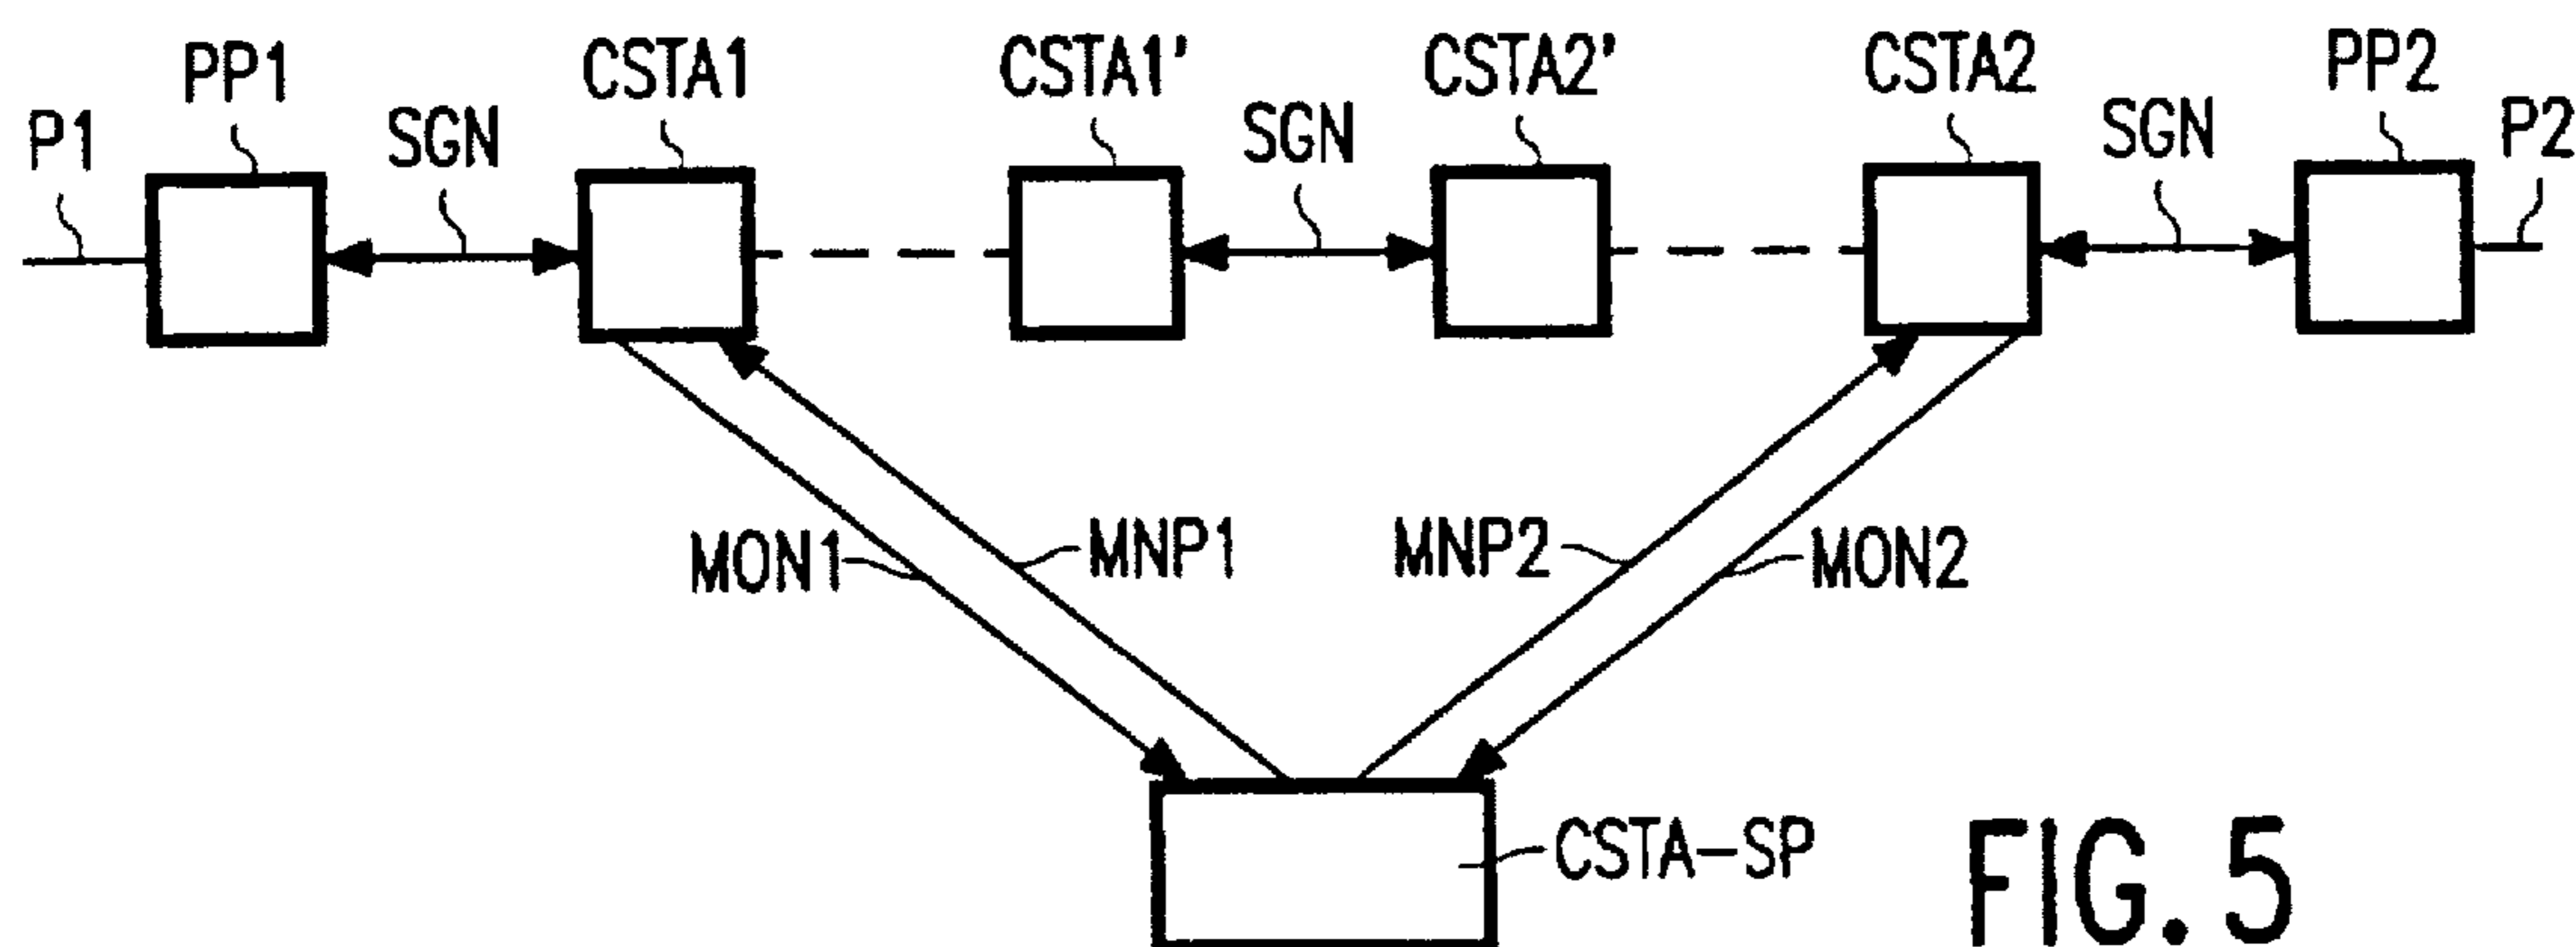 P1 PP1 SGN CSTA1 CSTA1' SGN CSTA2' CSTA2 SGN PP2 P2
MON1 MNP1 MNP2 MON2
CSTA-SP
FIG. 5